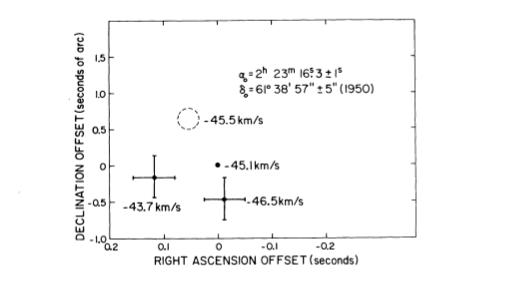 1.5
αₒ = 2ʰ 23ᵐ 16ˢ.3 ± 1ˢ
1.0
δₒ = 61° 38' 57" ± 5" (1950)
0.5
-45.5 km/s
0
-45.1 km/s
-0.5
-43.7 km/s
-46.5 km/s
-1.0
0.2 0.1 0 -0.1 -0.2
RIGHT ASCENSION OFFSET (seconds)
DECLINATION OFFSET (seconds of arc)